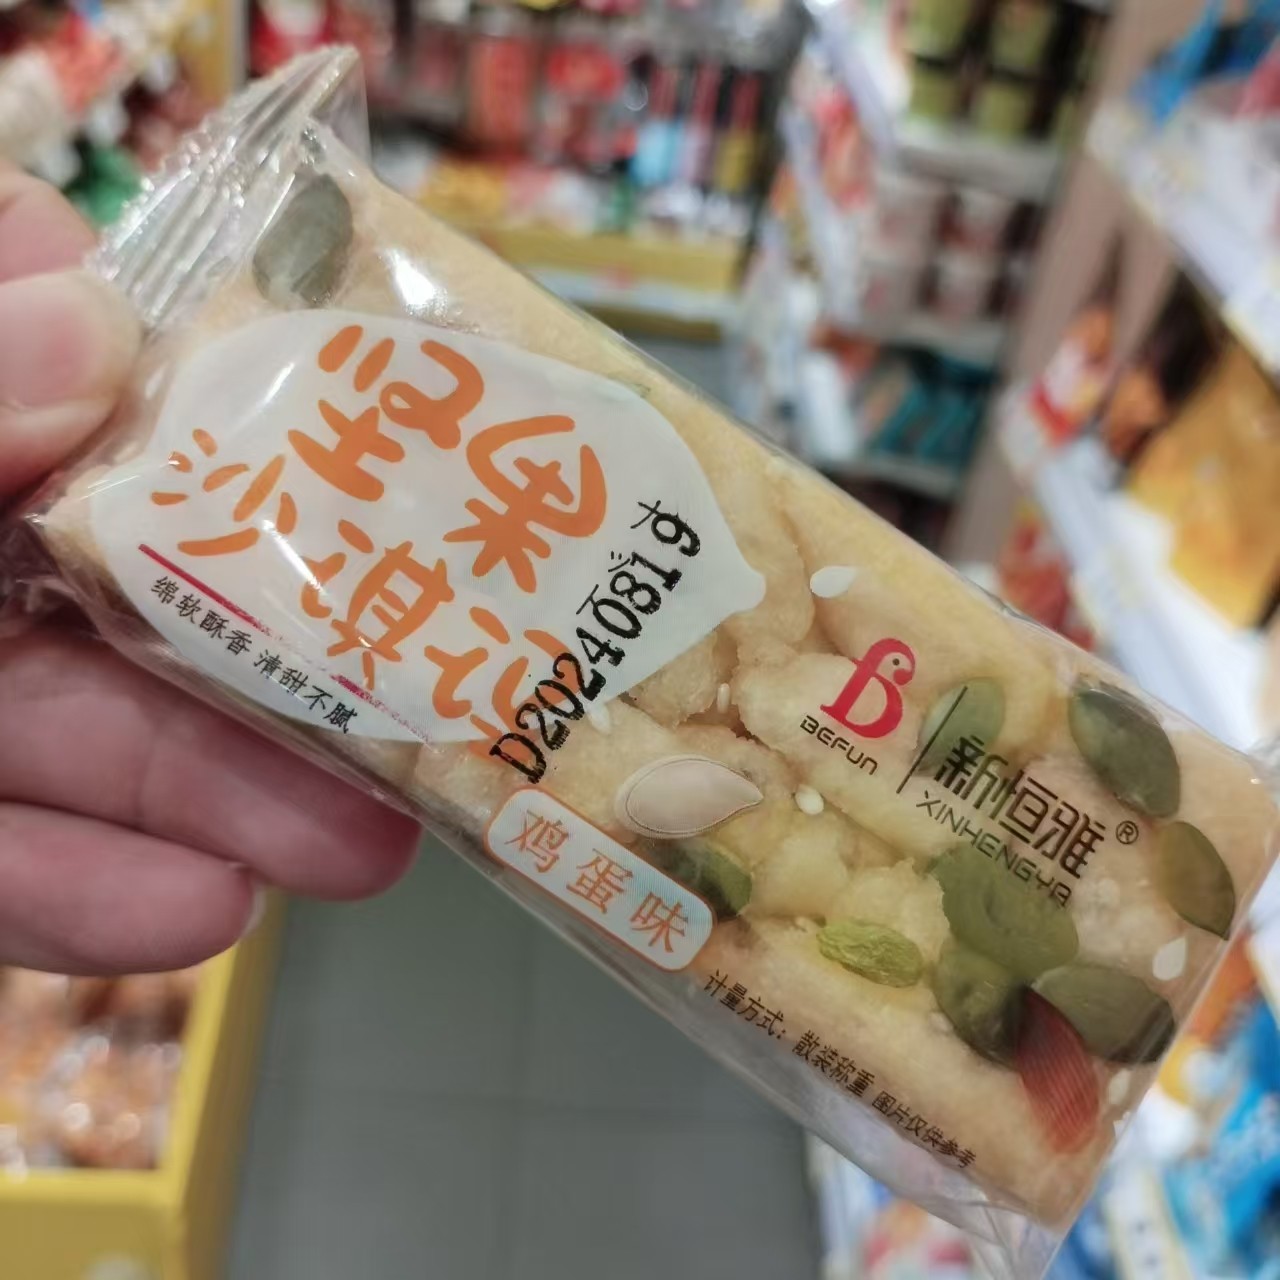 坚果
沙淇玛
绵软酥香 清甜不腻
D20240819
鸡蛋味
BEFUN
新恒雅®
XINHENGYA
计量方式：散装称重 图片仅供参考